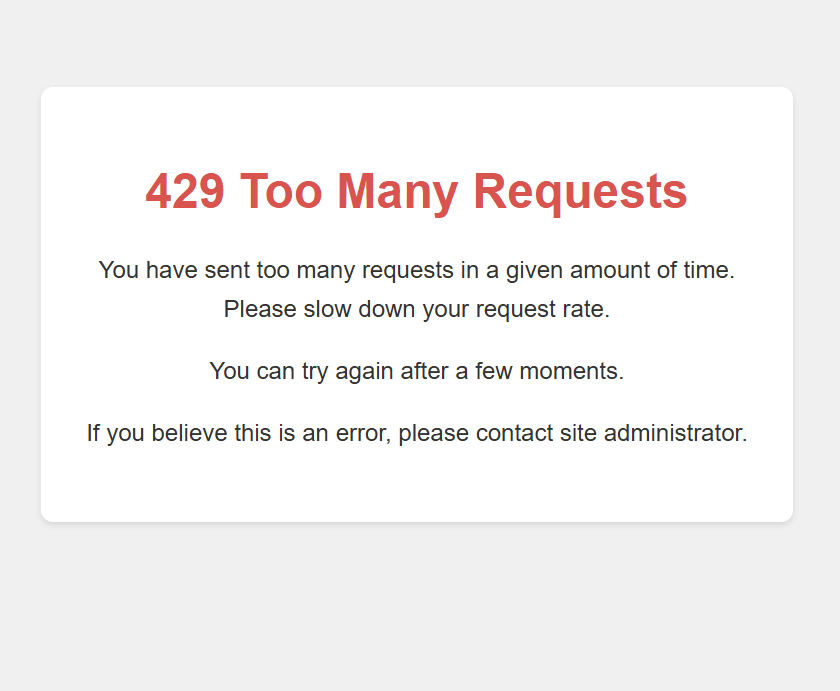 429 Too Many Requests
You have sent too many requests in a given amount of time.
Please slow down your request rate.
You can try again after a few moments.
If you believe this is an error, please contact site administrator.